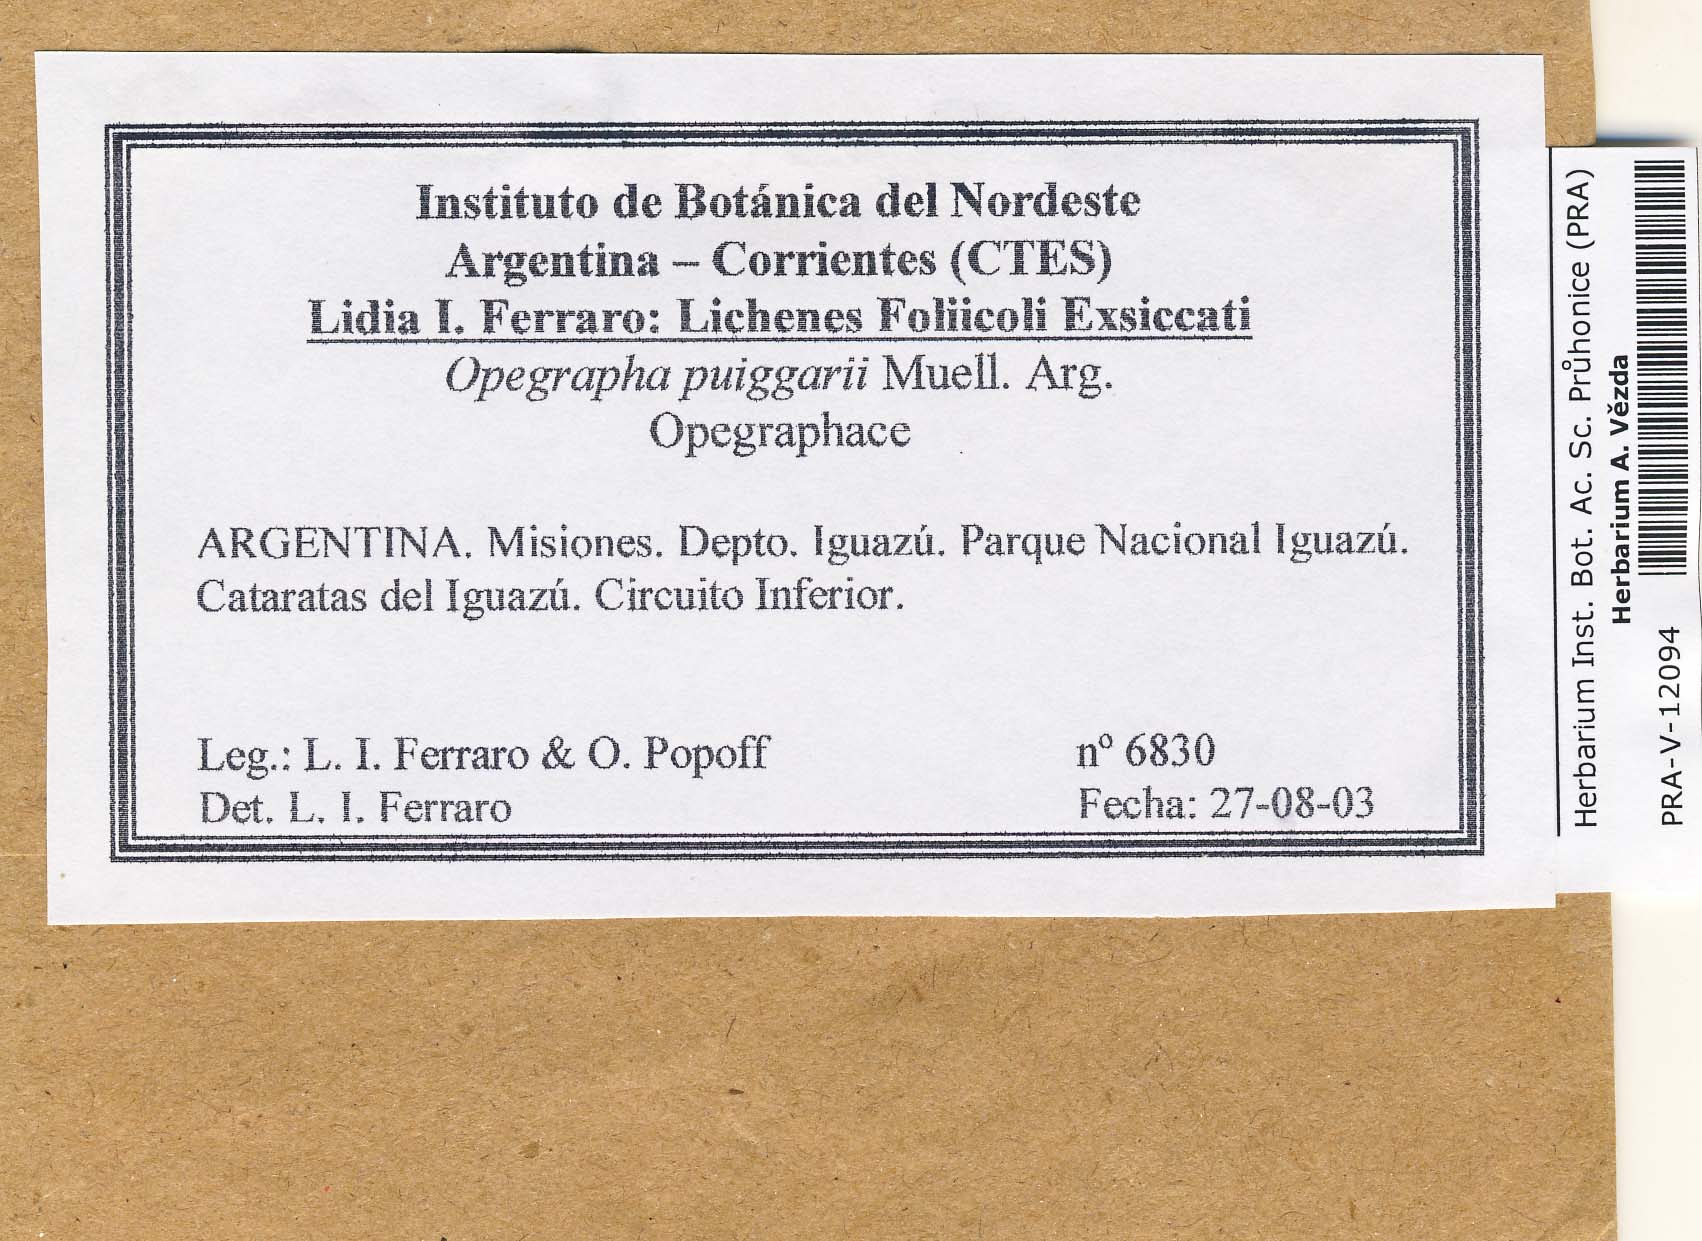 Instituto de Botánica del Nordeste
Argentina – Corrientes (CTES)
Lidia I. Ferraro: Lichenes Foliicoli Exsiccati
Opegrapha puiggarii Muell. Arg.
Opegraphace
ARGENTINA. Misiones. Depto. Iguazú. Parque Nacional Iguazú.
Cataratas del Iguazú. Circuito Inferior.
Leg.: L. I. Ferraro & O. Popoff nº 6830
Det. L. I. Ferraro Fecha: 27-08-03
Herbarium Inst. Bot. Ac. Sc. Průhonice (PRA)
Herbarium A. Vězda
PRA-V-12094